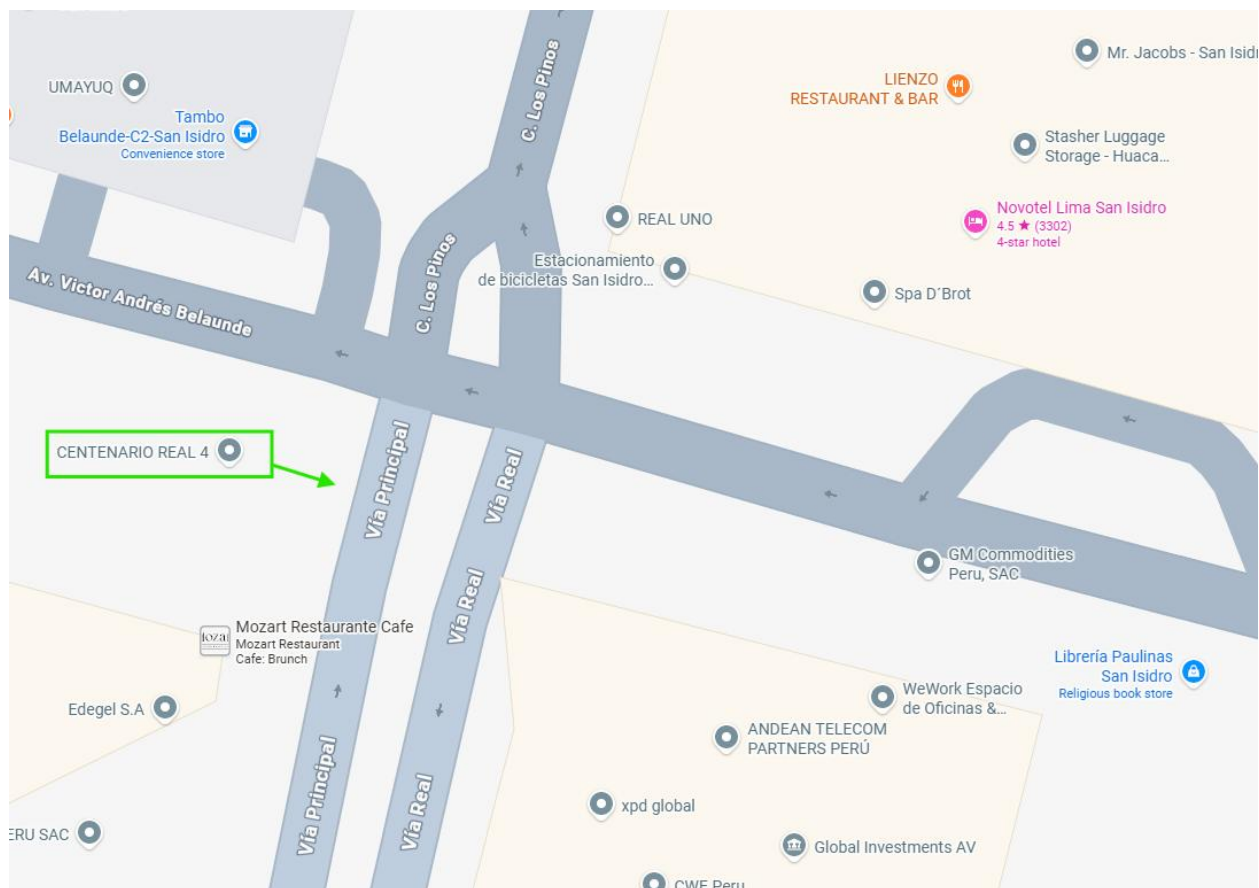 UMAYUQ
Tambo
Belaunde-C2-San Isidro
Convenience store
C. Los Pinos
LIENZO
RESTAURANT & BAR
Mr. Jacobs - San Isidr
Stasher Luggage
Storage - Huaca...
Novotel Lima San Isidro
4.5 ★ (3302)
4-star hotel
REAL UNO
Estacionamiento
de bicicletas San Isidro...
Spa D´Brot
C. Los Pinos
Av. Víctor Andrés Belaunde
CENTENARIO REAL 4
Vía Principal
Vía Real
GM Commodities
Peru, SAC
Vía Real
Mozart Restaurante Cafe
Mozart Restaurant
Cafe: Brunch
Librería Paulinas
San Isidro
Religious book store
Edegel S.A
WeWork Espacio
de Oficinas &...
ANDEAN TELECOM
PARTNERS PERÚ
Vía Principal
Vía Real
xpd global
ERU SAC
Global Investments AV
CWF Peru